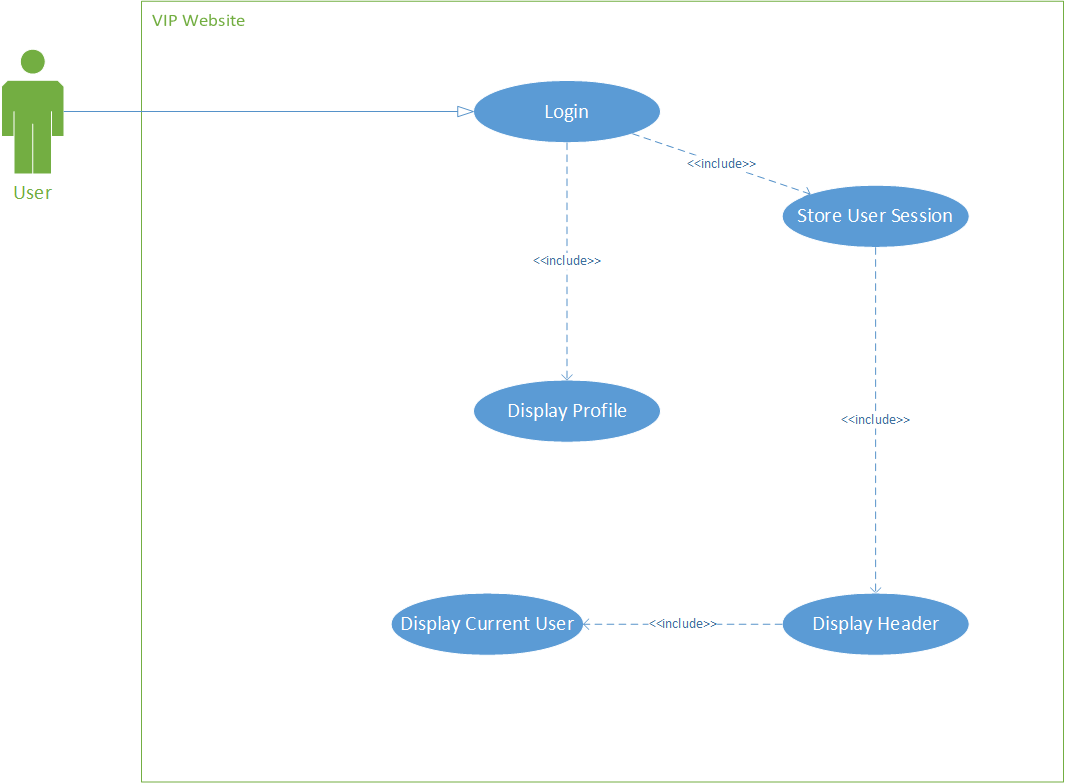 VIP Website
Login
<<include>>
User
Store User Session
<<include>>
Display Profile
<<include>>
Display Current User
<<include>>
Display Header